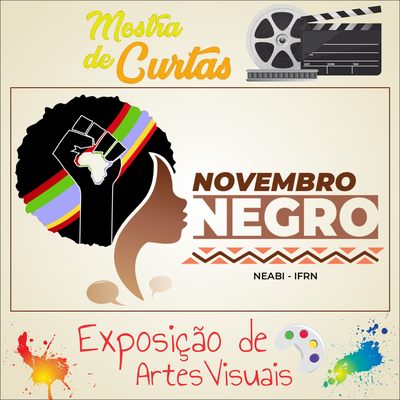 Mostra
de Curtas
NOVEMBRO
NEGRO
NEABI - IFRN
Exposição de
Artes Visuais